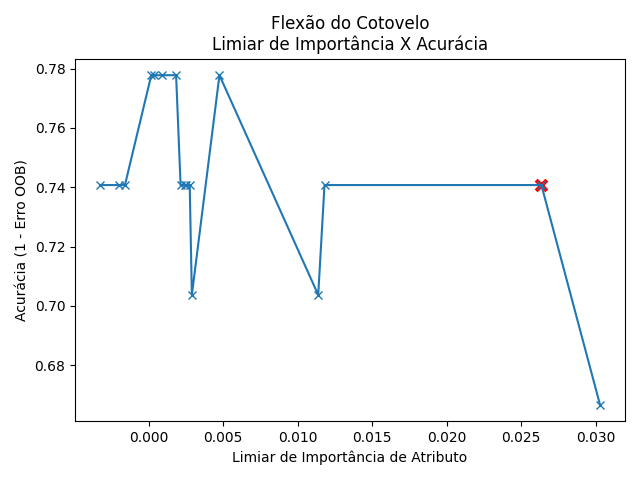 Flexão do Cotovelo
Limiar de Importância X Acurácia
Acurácia (1 - Erro OOB)
0.78
0.76
0.74
0.72
0.70
0.68
0.000 0.005 0.010 0.015 0.020 0.025 0.030
Limiar de Importância de Atributo